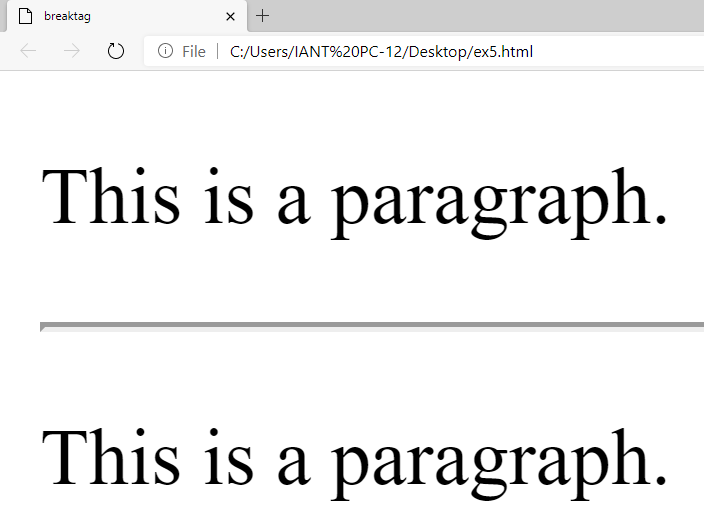 breaktag
File C:/Users/IANT%20PC-12/Desktop/ex5.html
This is a paragraph.
This is a paragraph.